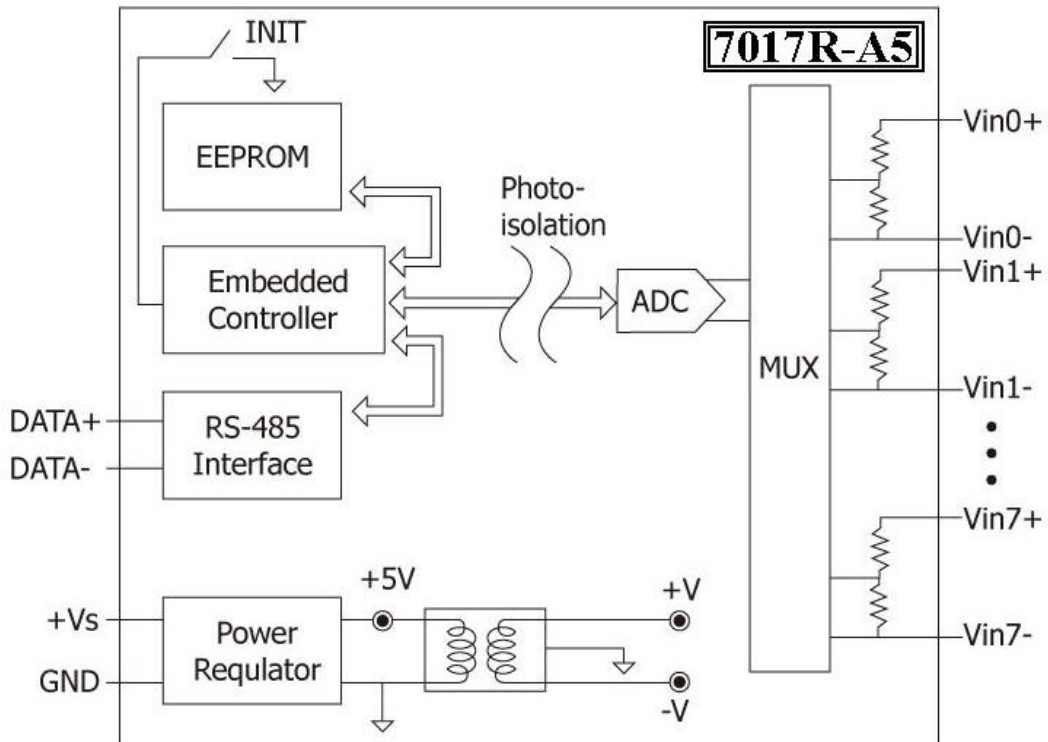 INIT
7017R-A5
EEPROM
Photo-
isolation
Embedded
Controller
ADC
MUX
RS-485
Interface
DATA+
DATA-
Vin0+
Vin0-
Vin1+
Vin1-
Vin7+
Vin7-
+5V
+V
-V
+Vs
GND
Power
Requlator